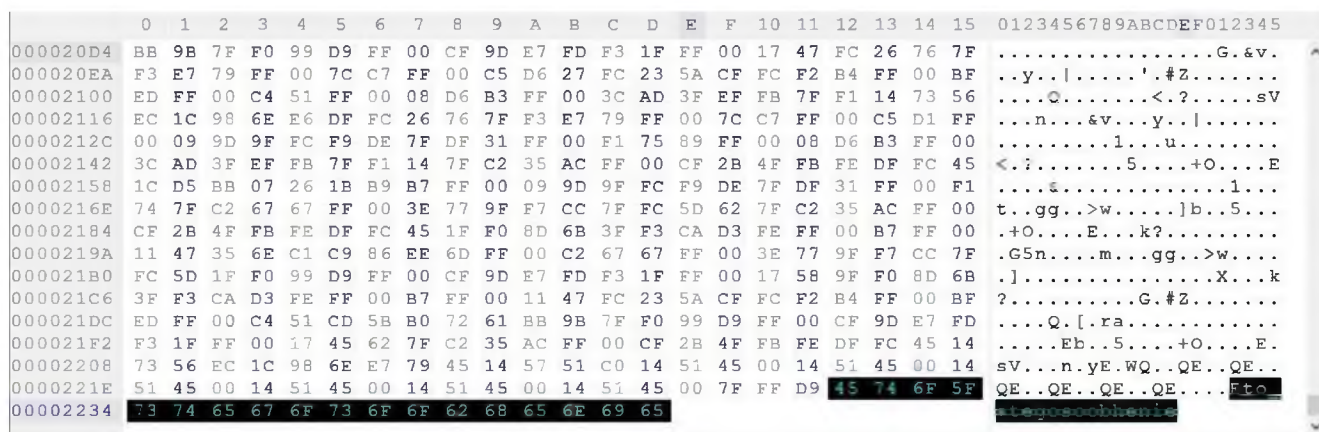 0 1 2 3 4 5 6 7 8 9 A B C D E F 10 11 12 13 14 15 0123456789ABCDEF012345
000020D4 BB 9B 7F F0 99 D9 FF 00 CF 9D E7 FD F3 1F FF 00 17 47 FC 26 76 7F .................G.&v.
000020EA F3 E7 79 FF 00 7C C7 FF 00 C5 D6 27 FC 23 5A CF FC F2 B4 FF 00 BF ..y..|.....'.#Z.......
00002100 ED FF 00 C4 51 FF 00 08 D6 B3 FF 00 3C AD 3F EF FB 7F F1 14 73 56 ....Q.......<.?.....sV
00002116 EC 1C 98 6E E6 DF FC 26 76 7F F3 E7 79 FF 00 7C C7 FF 00 C5 D1 FF ...n...&v...y..|......
0000212C 00 09 9D 9F FC F9 DE 7F DF 31 FF 00 F1 75 89 FF 00 08 D6 B3 FF 00 .........1...u........
00002142 3C AD 3F EF FB 7F F1 14 7F C2 35 AC FF 00 CF 2B 4F FB FE DF FC 45 <.?.......5....+O....E
00002158 1C D5 BB 07 26 1B B9 B7 FF 00 09 9D 9F FC F9 DE 7F DF 31 FF 00 F1 ....&.............1...
0000216E 74 7F C2 67 67 FF 00 3E 77 9F F7 CC 7F FC 5D 62 7F C2 35 AC FF 00 t..gg..>w.....]b..5...
00002184 CF 2B 4F FB FE DF FC 45 1F F0 8D 6B 3F F3 CA D3 FE FF 00 B7 FF 00 .+O....E...k?.........
0000219A 11 47 35 6E C1 C9 86 EE 6D FF 00 C2 67 67 FF 00 3E 77 9F F7 CC 7F .G5n....m...gg..>w....
000021B0 FC 5D 1F F0 99 D9 FF 00 CF 9D E7 FD F3 1F FF 00 17 58 9F F0 8D 6B .]...............X...k
000021C6 3F F3 CA D3 FE FF 00 B7 FF 00 11 47 FC 23 5A CF FC F2 B4 FF 00 BF ?..........G.#Z.......
000021DC ED FF 00 C4 51 CD 5B B0 72 61 BB 9B 7F F0 99 D9 FF 00 CF 9D E7 FD ....Q.[.ra............
000021F2 F3 1F FF 00 17 45 62 7F C2 35 AC FF 00 CF 2B 4F FB FE DF FC 45 14 .....Eb..5....+O....E.
00002208 73 56 EC 1C 98 6E E7 79 45 14 57 51 C0 14 51 45 00 14 51 45 00 14 sV...n.yE.WQ..QE..QE..
0000221E 51 45 00 14 51 45 00 14 51 45 00 14 51 45 00 7F FF D9 45 74 6F 5F QE..QE..QE..QE....Eto_
00002234 73 74 65 67 6F 73 6F 6F 62 68 65 6E 69 65 stegosoobhenie